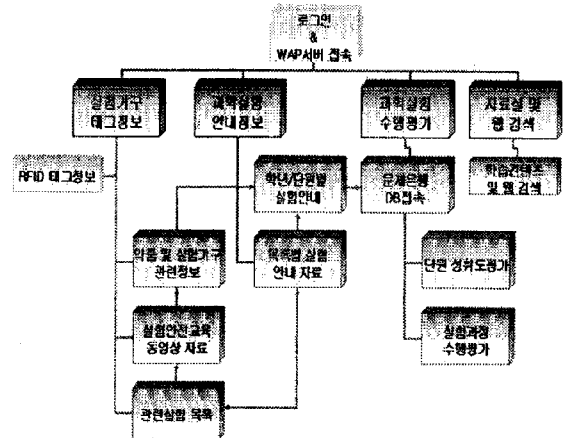 로그인
&
WAP서버 접속
실험기구
태그정보
과학실험
안내정보
과학실험
수행평가
자료실 및
웹 검색
RFID 태그정보
학년/단원별
실험안내
문제은행
DB접속
학습컨텐츠
및 웹 검색
약품 및 실험기구
관련정보
목록별 실험
안내 자료
단원 성취도평가
실험안전교육
동영상 자료
실험과정
수행평가
관련실험 목록